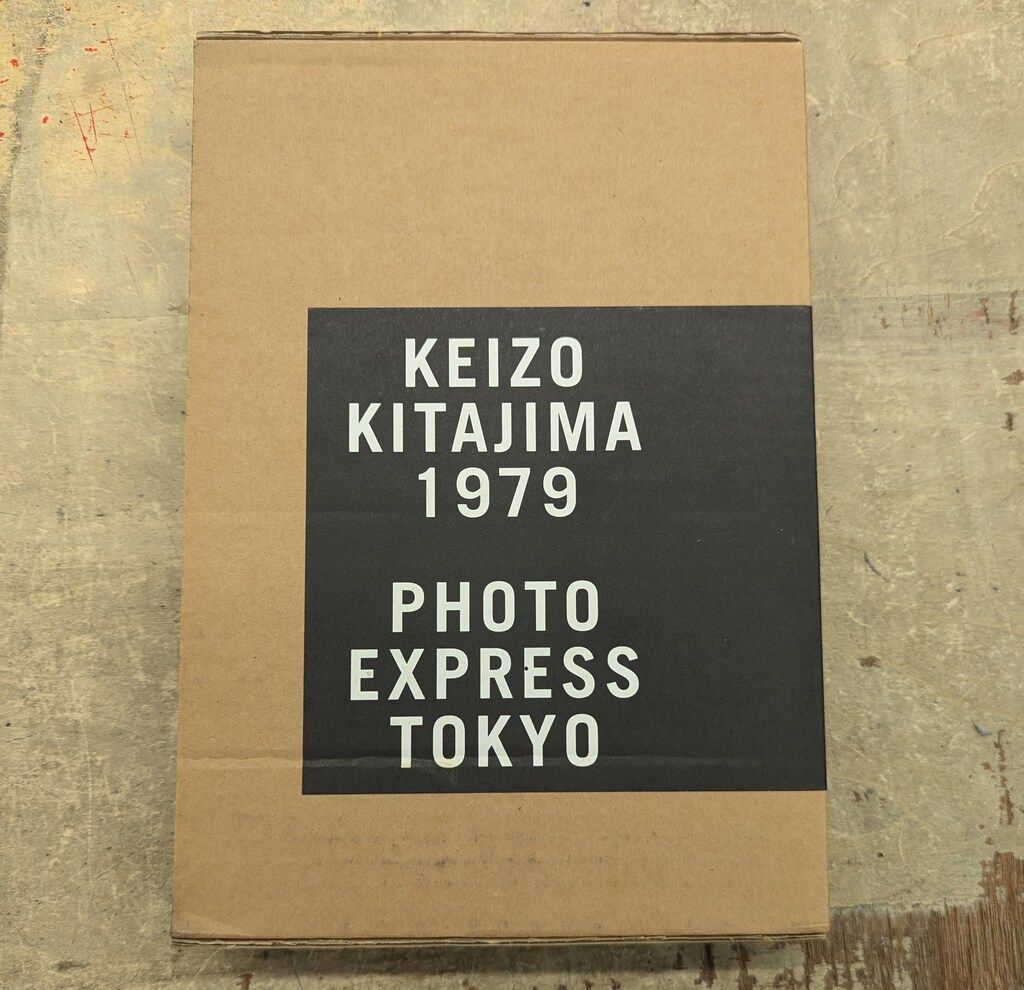 KEIZO
KITAJIMA
1979
PHOTO
EXPRESS
TOKYO